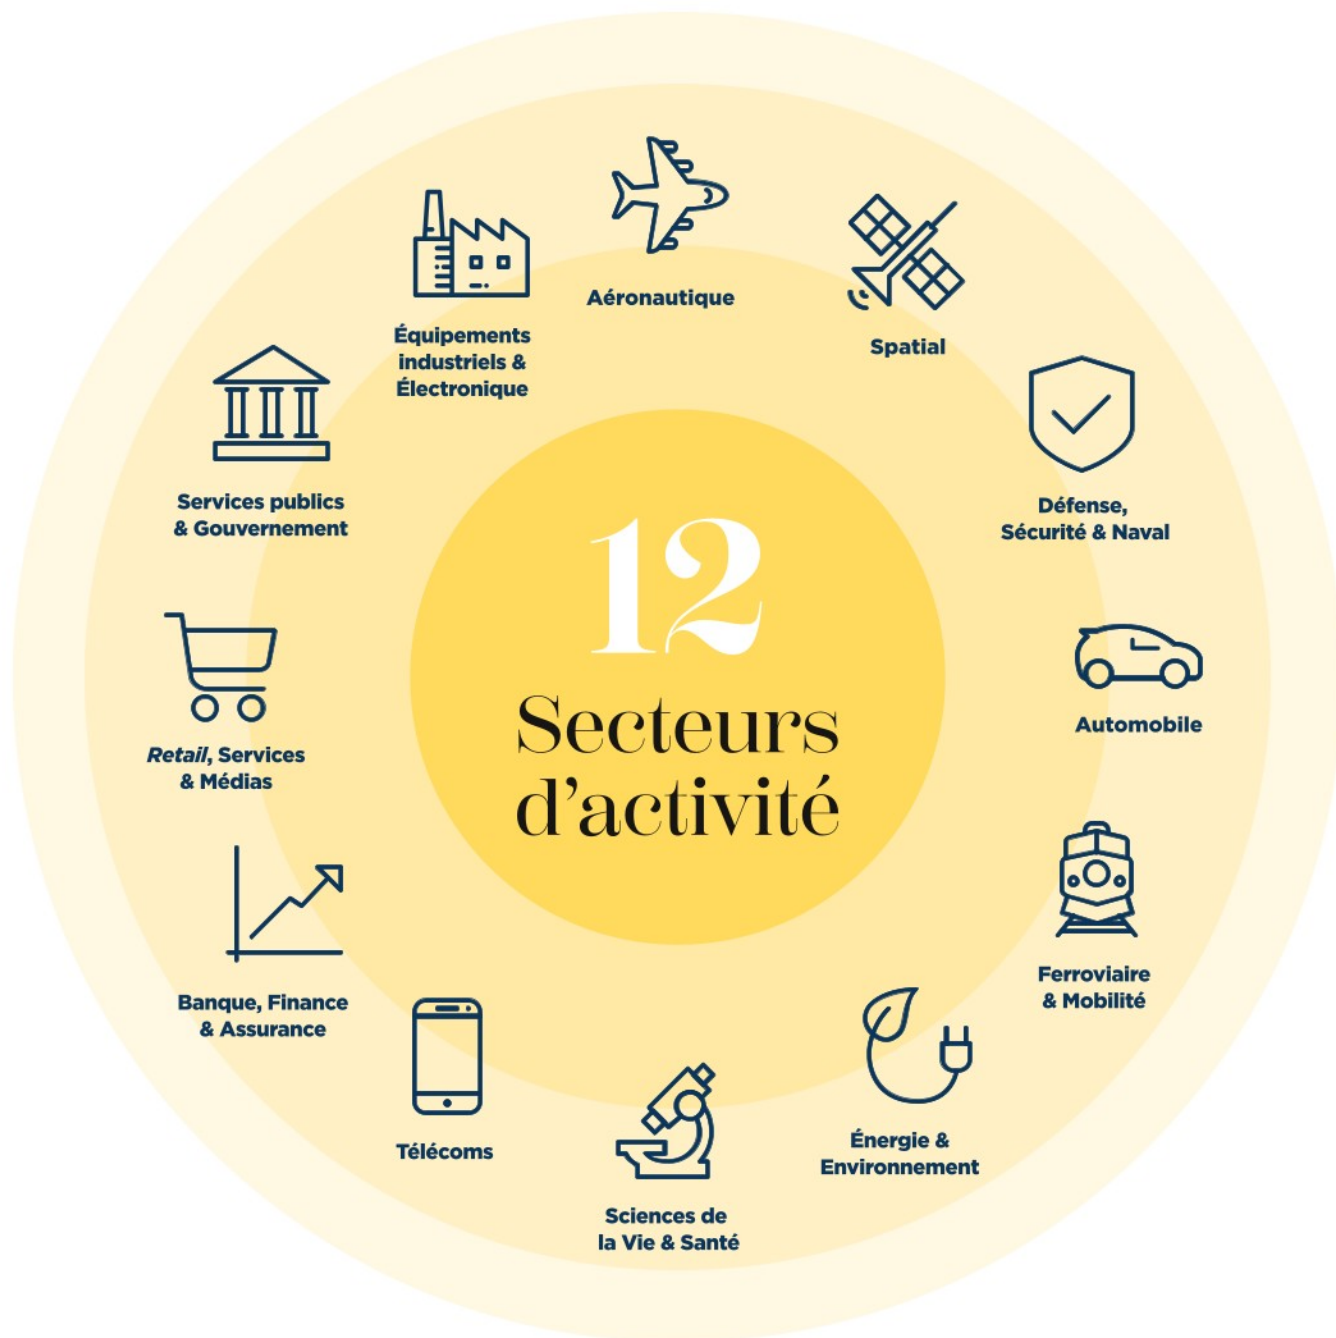 12
Secteurs
d’activité
Aéronautique
Spatial
Défense,
Sécurité & Naval
Automobile
Ferroviaire
& Mobilité
Énergie &
Environnement
Sciences de
la Vie & Santé
Télécoms
Banque, Finance
& Assurance
Retail, Services
& Médias
Services publics
& Gouvernement
Équipements
industriels &
Électronique